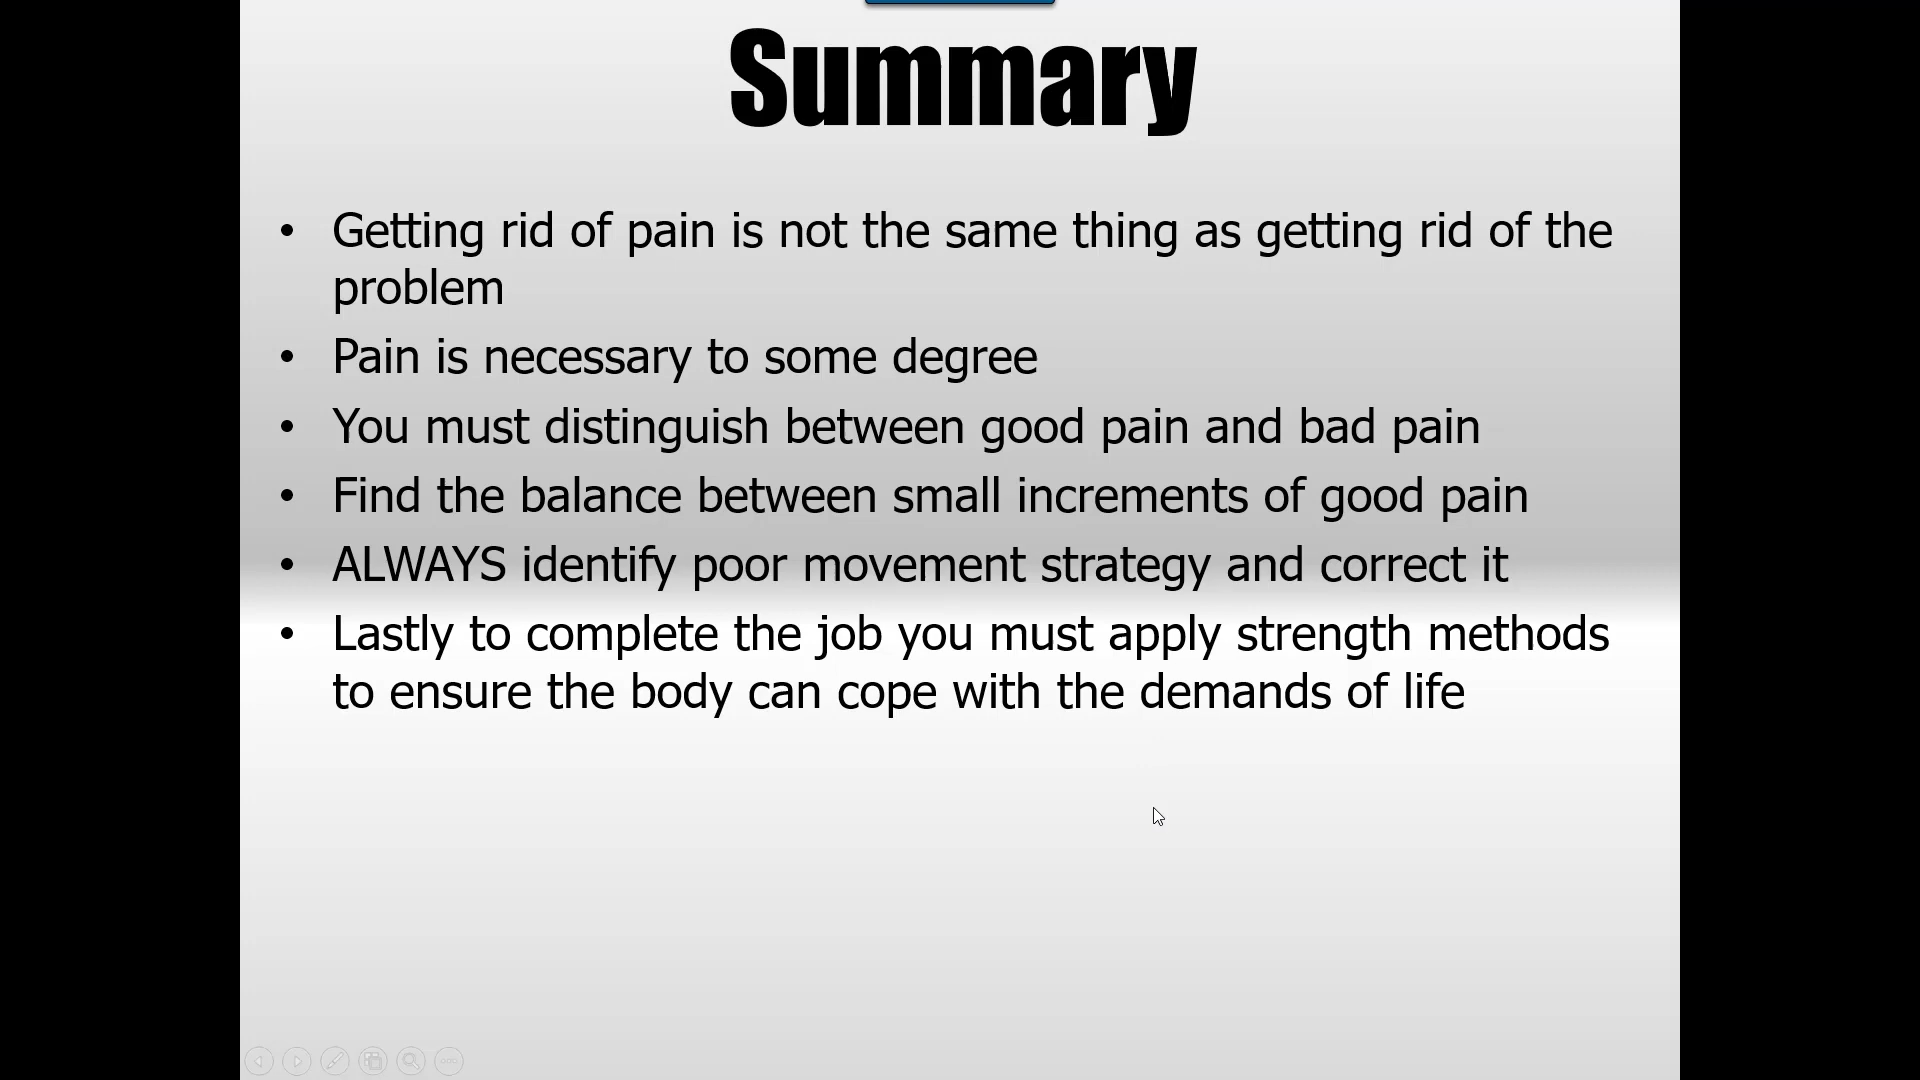 Summary
• Getting rid of pain is not the same thing as getting rid of the
problem
• Pain is necessary to some degree
• You must distinguish between good pain and bad pain
• Find the balance between small increments of good pain
• ALWAYS identify poor movement strategy and correct it
• Lastly to complete the job you must apply strength methods
to ensure the body can cope with the demands of life